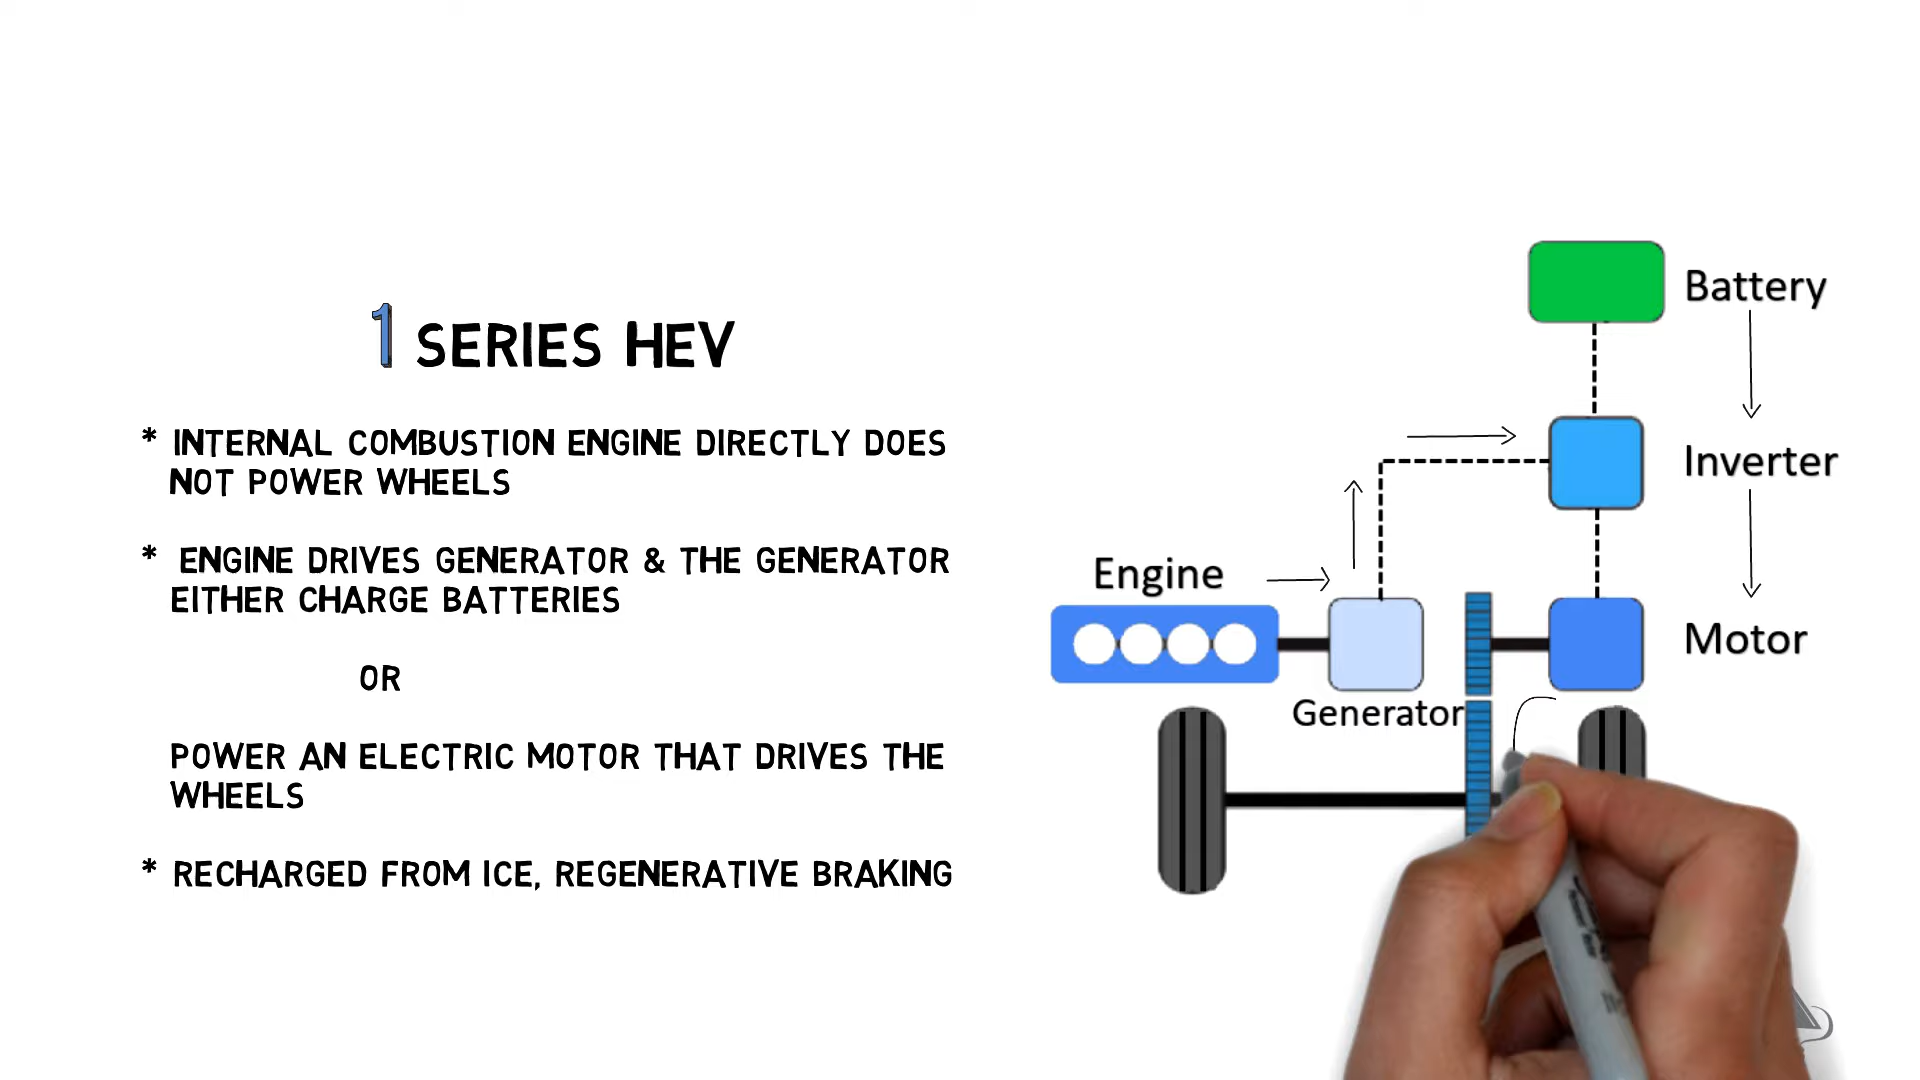 1 SERIES HEV
* INTERNAL COMBUSTION ENGINE DIRECTLY DOES
NOT POWER WHEELS
* ENGINE DRIVES GENERATOR & THE GENERATOR
EITHER CHARGE BATTERIES
OR
POWER AN ELECTRIC MOTOR THAT DRIVES THE
WHEELS
* RECHARGED FROM ICE, REGENERATIVE BRAKING
Battery
Inverter
Engine
Motor
Generator